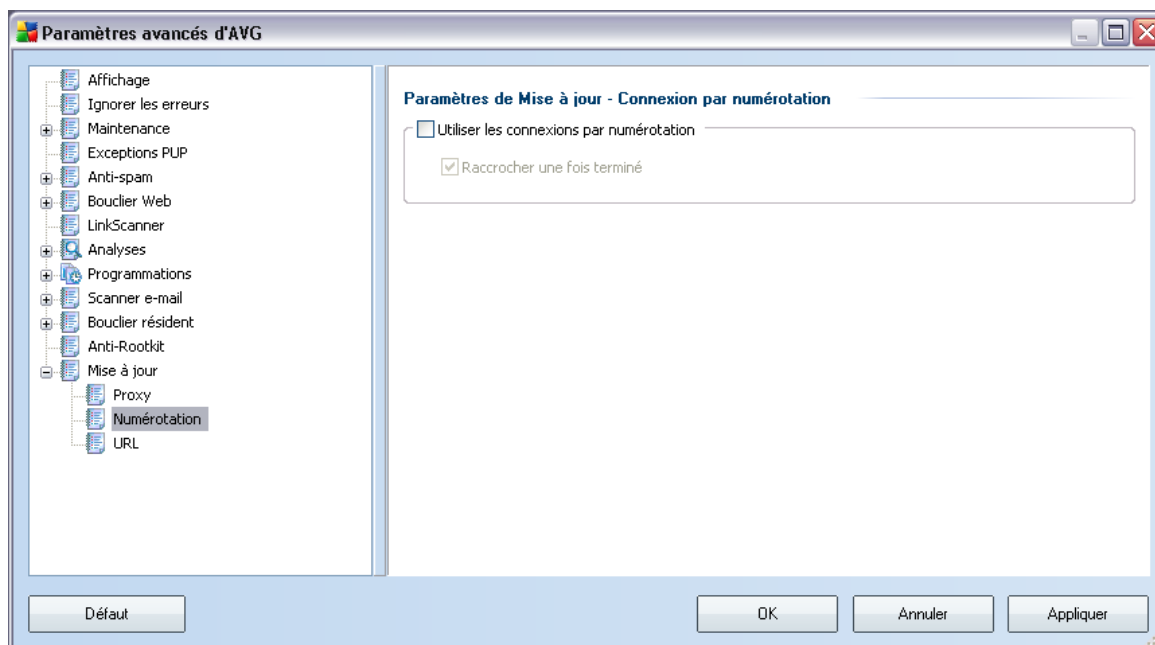 Paramètres avancés d'AVG
Affichage
Ignorer les erreurs
Maintenance
Exceptions PUP
Anti-spam
Bouclier Web
LinkScanner
Analyses
Programmations
Scanner e-mail
Bouclier résident
Anti-Rootkit
Mise à jour
Proxy
Numérotation
URL
Paramètres de Mise à jour - Connexion par numérotation
Utiliser les connexions par numérotation
Raccrocher une fois terminé
Défaut
OK
Annuler
Appliquer